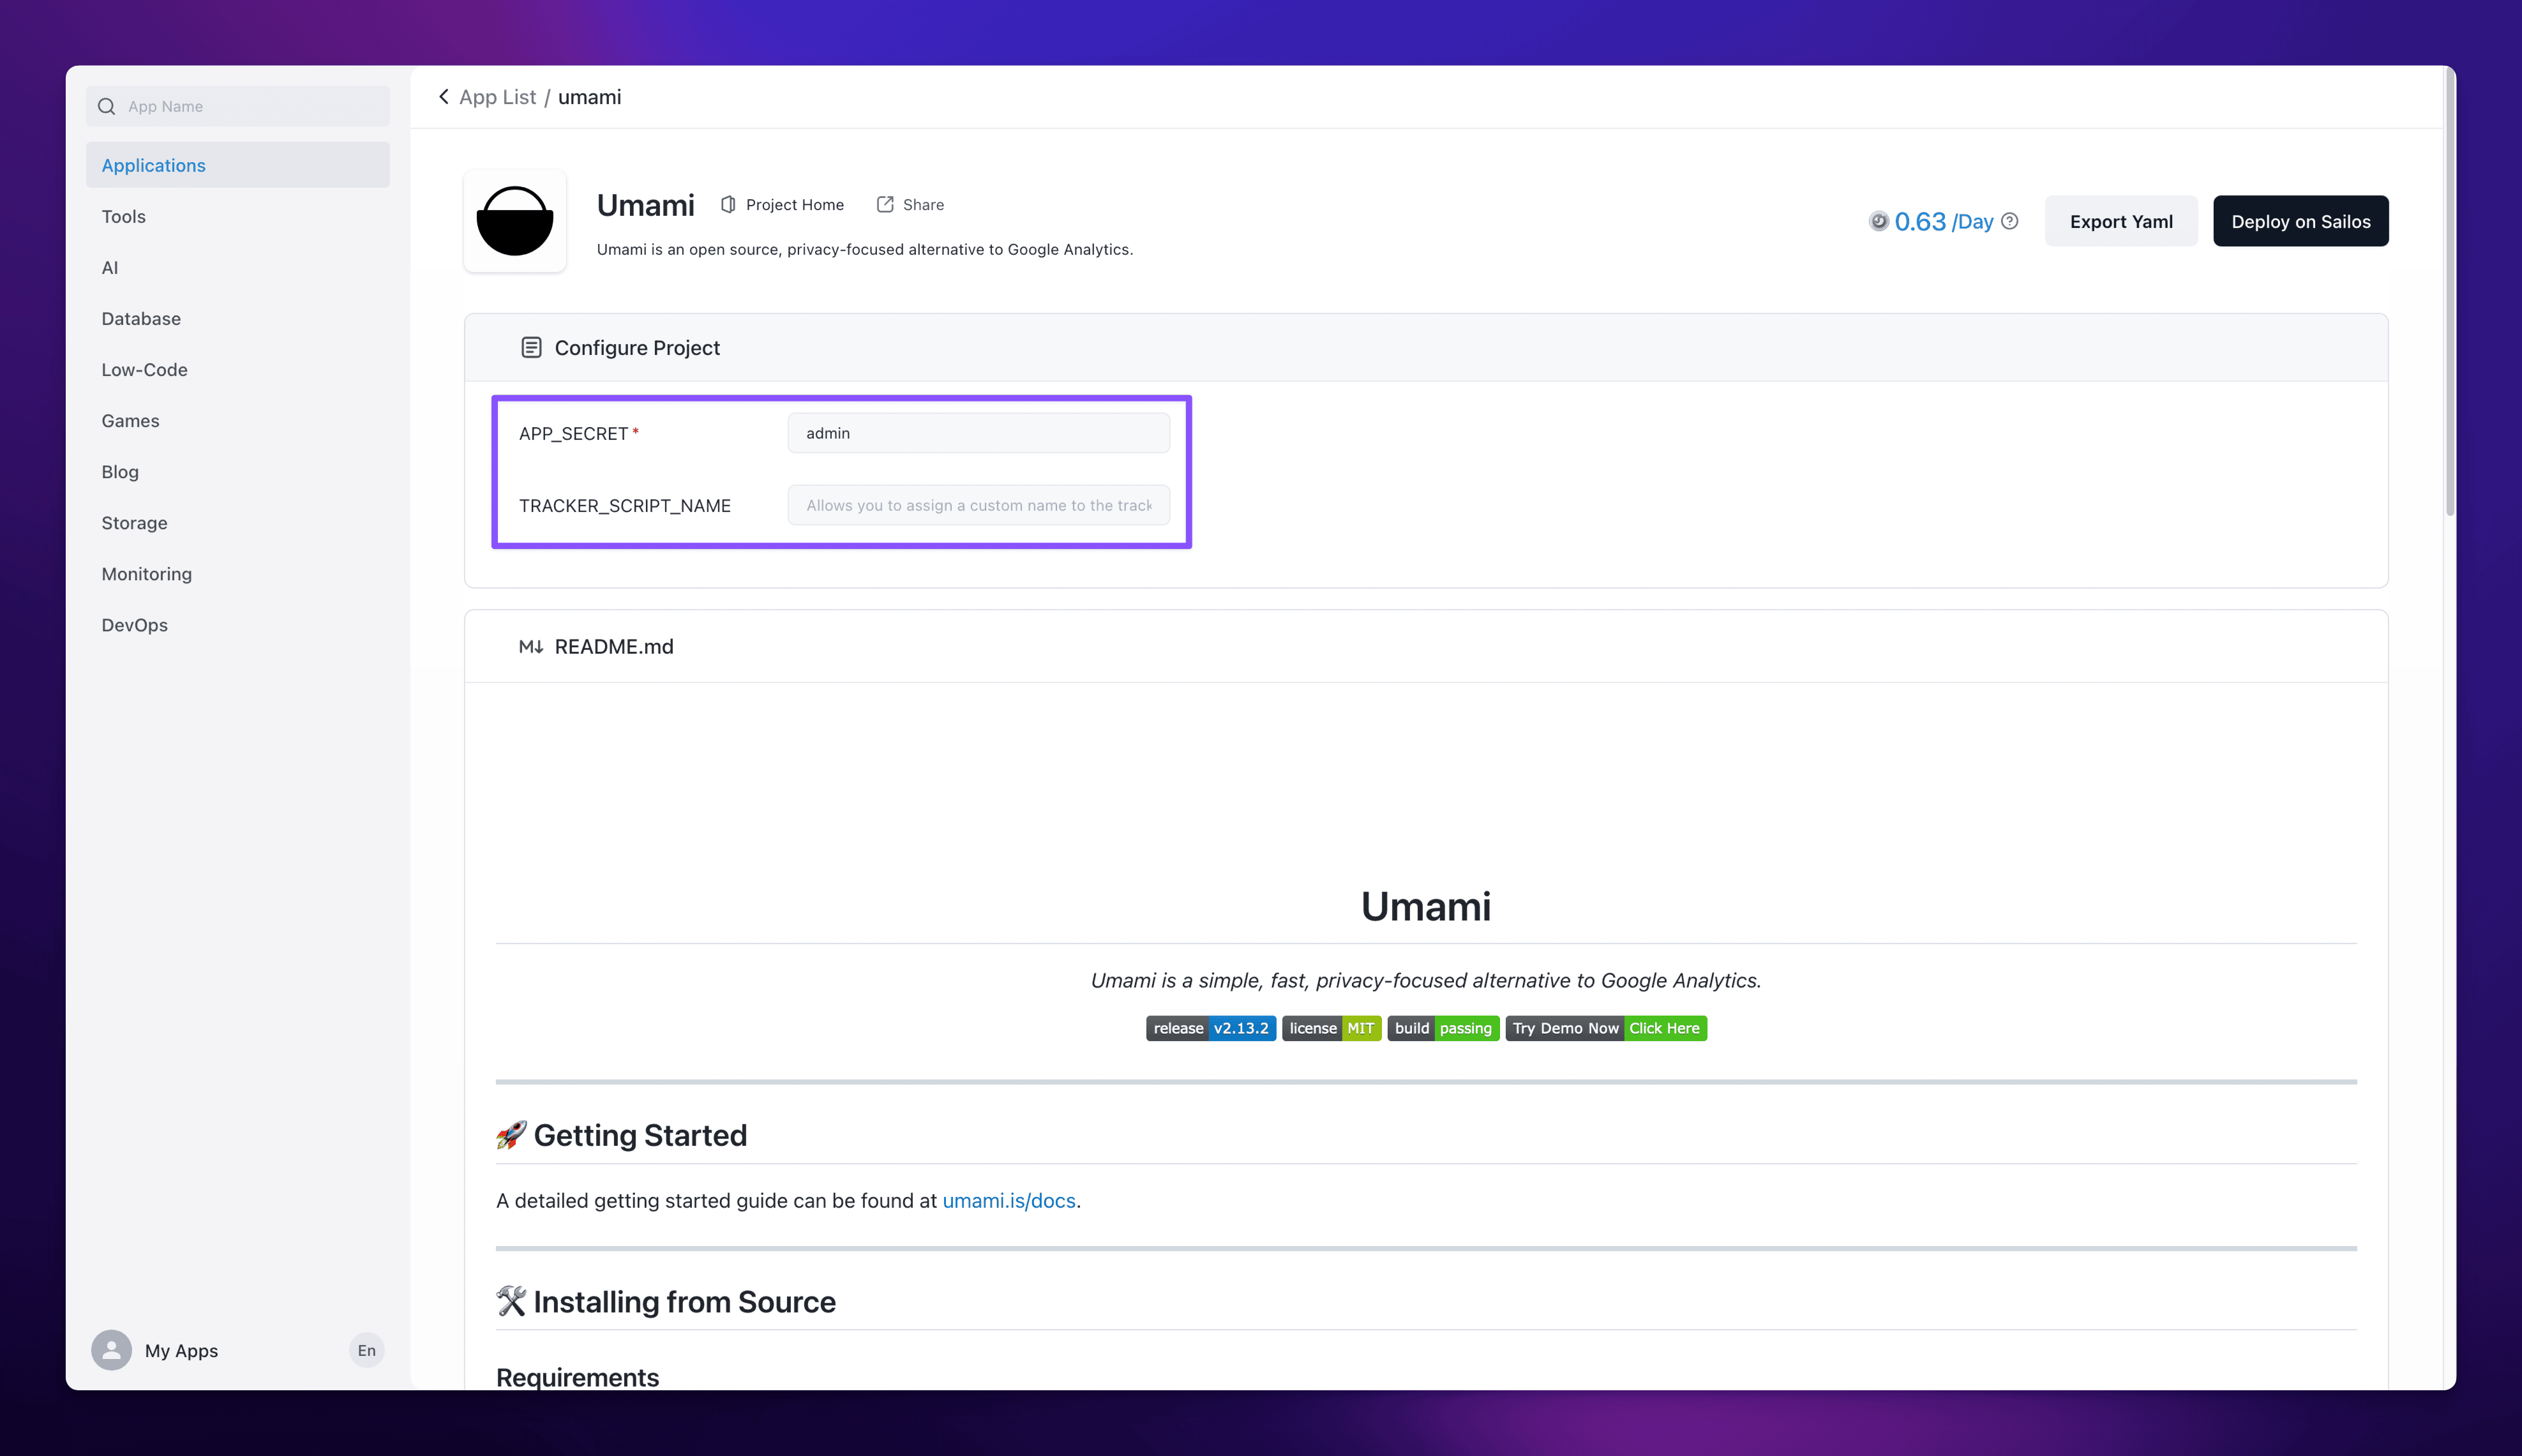 App Name
Applications
Tools
AI
Database
Low-Code
Games
Blog
Storage
Monitoring
DevOps
My Apps
En
App List / umami
Umami
Project Home
Share
Umami is an open source, privacy-focused alternative to Google Analytics.
0.63 /Day
Export Yaml
Deploy on Sailos
Configure Project
APP_SECRET*
admin
TRACKER_SCRIPT_NAME
Allows you to assign a custom name to the track
M↓ README.md
Umami
Umami is a simple, fast, privacy-focused alternative to Google Analytics.
release v2.13.2 license MIT build passing Try Demo Now Click Here
🚀 Getting Started
A detailed getting started guide can be found at umami.is/docs.
🛠 Installing from Source
Requirements